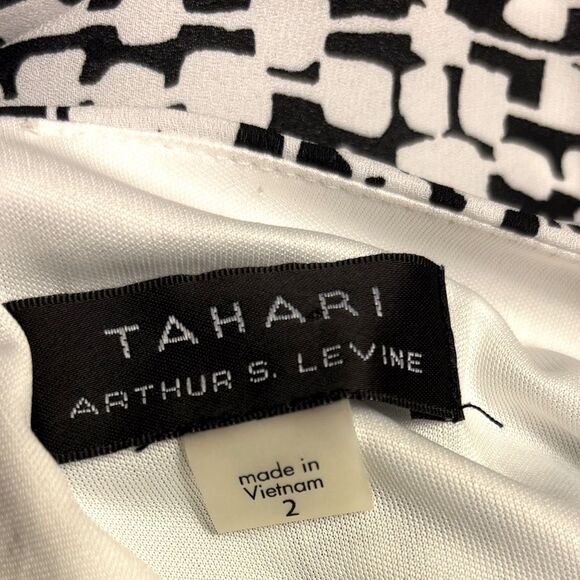 TAHARI
ARTHUR S. LEVINE
made in
Vietnam
2